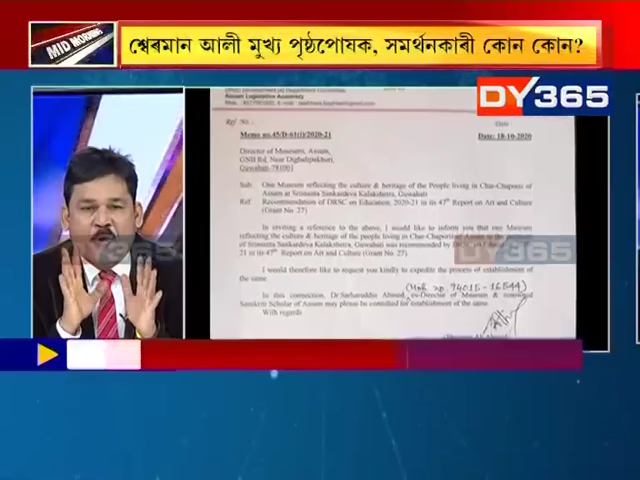 MID MORNING
শ্বেৰমান আলী মুখ্য পৃষ্ঠপোষক, সমৰ্থনকাৰী কোন কোন?
DY365
Assam Legislative Assembly
Ref No.
Date
Memo no.45/D-61(i)/2020-21
Date: 18-10-2020
Director of Museums, Assam,
GNB Rd, Near Dighalipukhuri,
Guwahati-781001
Sub: One Museum reflecting the culture & heritage of the People living in Char-Chaporis of
Assam at Srimanta Sankardeva Kalakshetra, Guwahati
Ref: Recommendation of DRSC on Education, 2020-21 in its 47th Report on Art and Culture
(Grant No. 27)
In inviting a reference to the above, I would like to inform you that one Museum
reflecting the culture & heritage of the people living in Char-Chaporis of Assam in the
of Srimanta Sankardeva Kalakshetra, Guwahati was recommended by DRSC
21 in its 47th Report on Art and Culture (Grant No. 27).
DY365
I would therefore like to request you kindly to expedite the process of establishment of
the same
(Mob no. 94015-16544)
In this connection, Dr.Sarharuddin Ahmed, ex-Director of Museum & renowned
Sanskrit Scholar of Assam may please be contacted for establishment of the same.
With regards